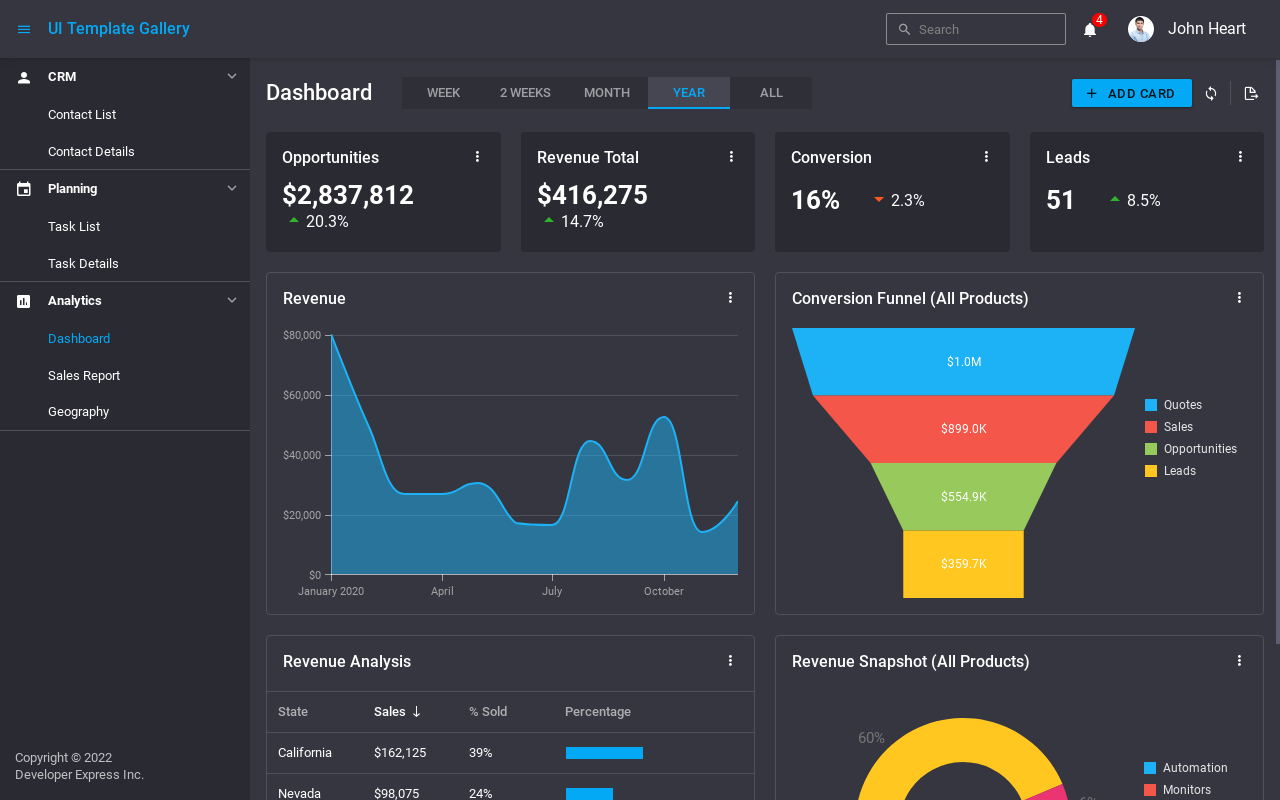 UI Template Gallery
Search
4
John Heart
CRM
Contact List
Contact Details
Planning
Task List
Task Details
Analytics
Dashboard
Sales Report
Geography
Copyright © 2022
Developer Express Inc.
Dashboard
WEEK
2 WEEKS
MONTH
YEAR
ALL
ADD CARD
Opportunities
$2,837,812
20.3%
Revenue Total
$416,275
14.7%
Conversion
16%
2.3%
Leads
51
8.5%
Revenue
$80,000
$60,000
$40,000
$20,000
$0
January 2020
April
July
October
Conversion Funnel (All Products)
$1.0M
$899.0K
$554.9K
$359.7K
Quotes
Sales
Opportunities
Leads
Revenue Analysis
State
Sales
% Sold
Percentage
California
$162,125
39%
Nevada
$98,075
24%
Revenue Snapshot (All Products)
60%
Automation
Monitors